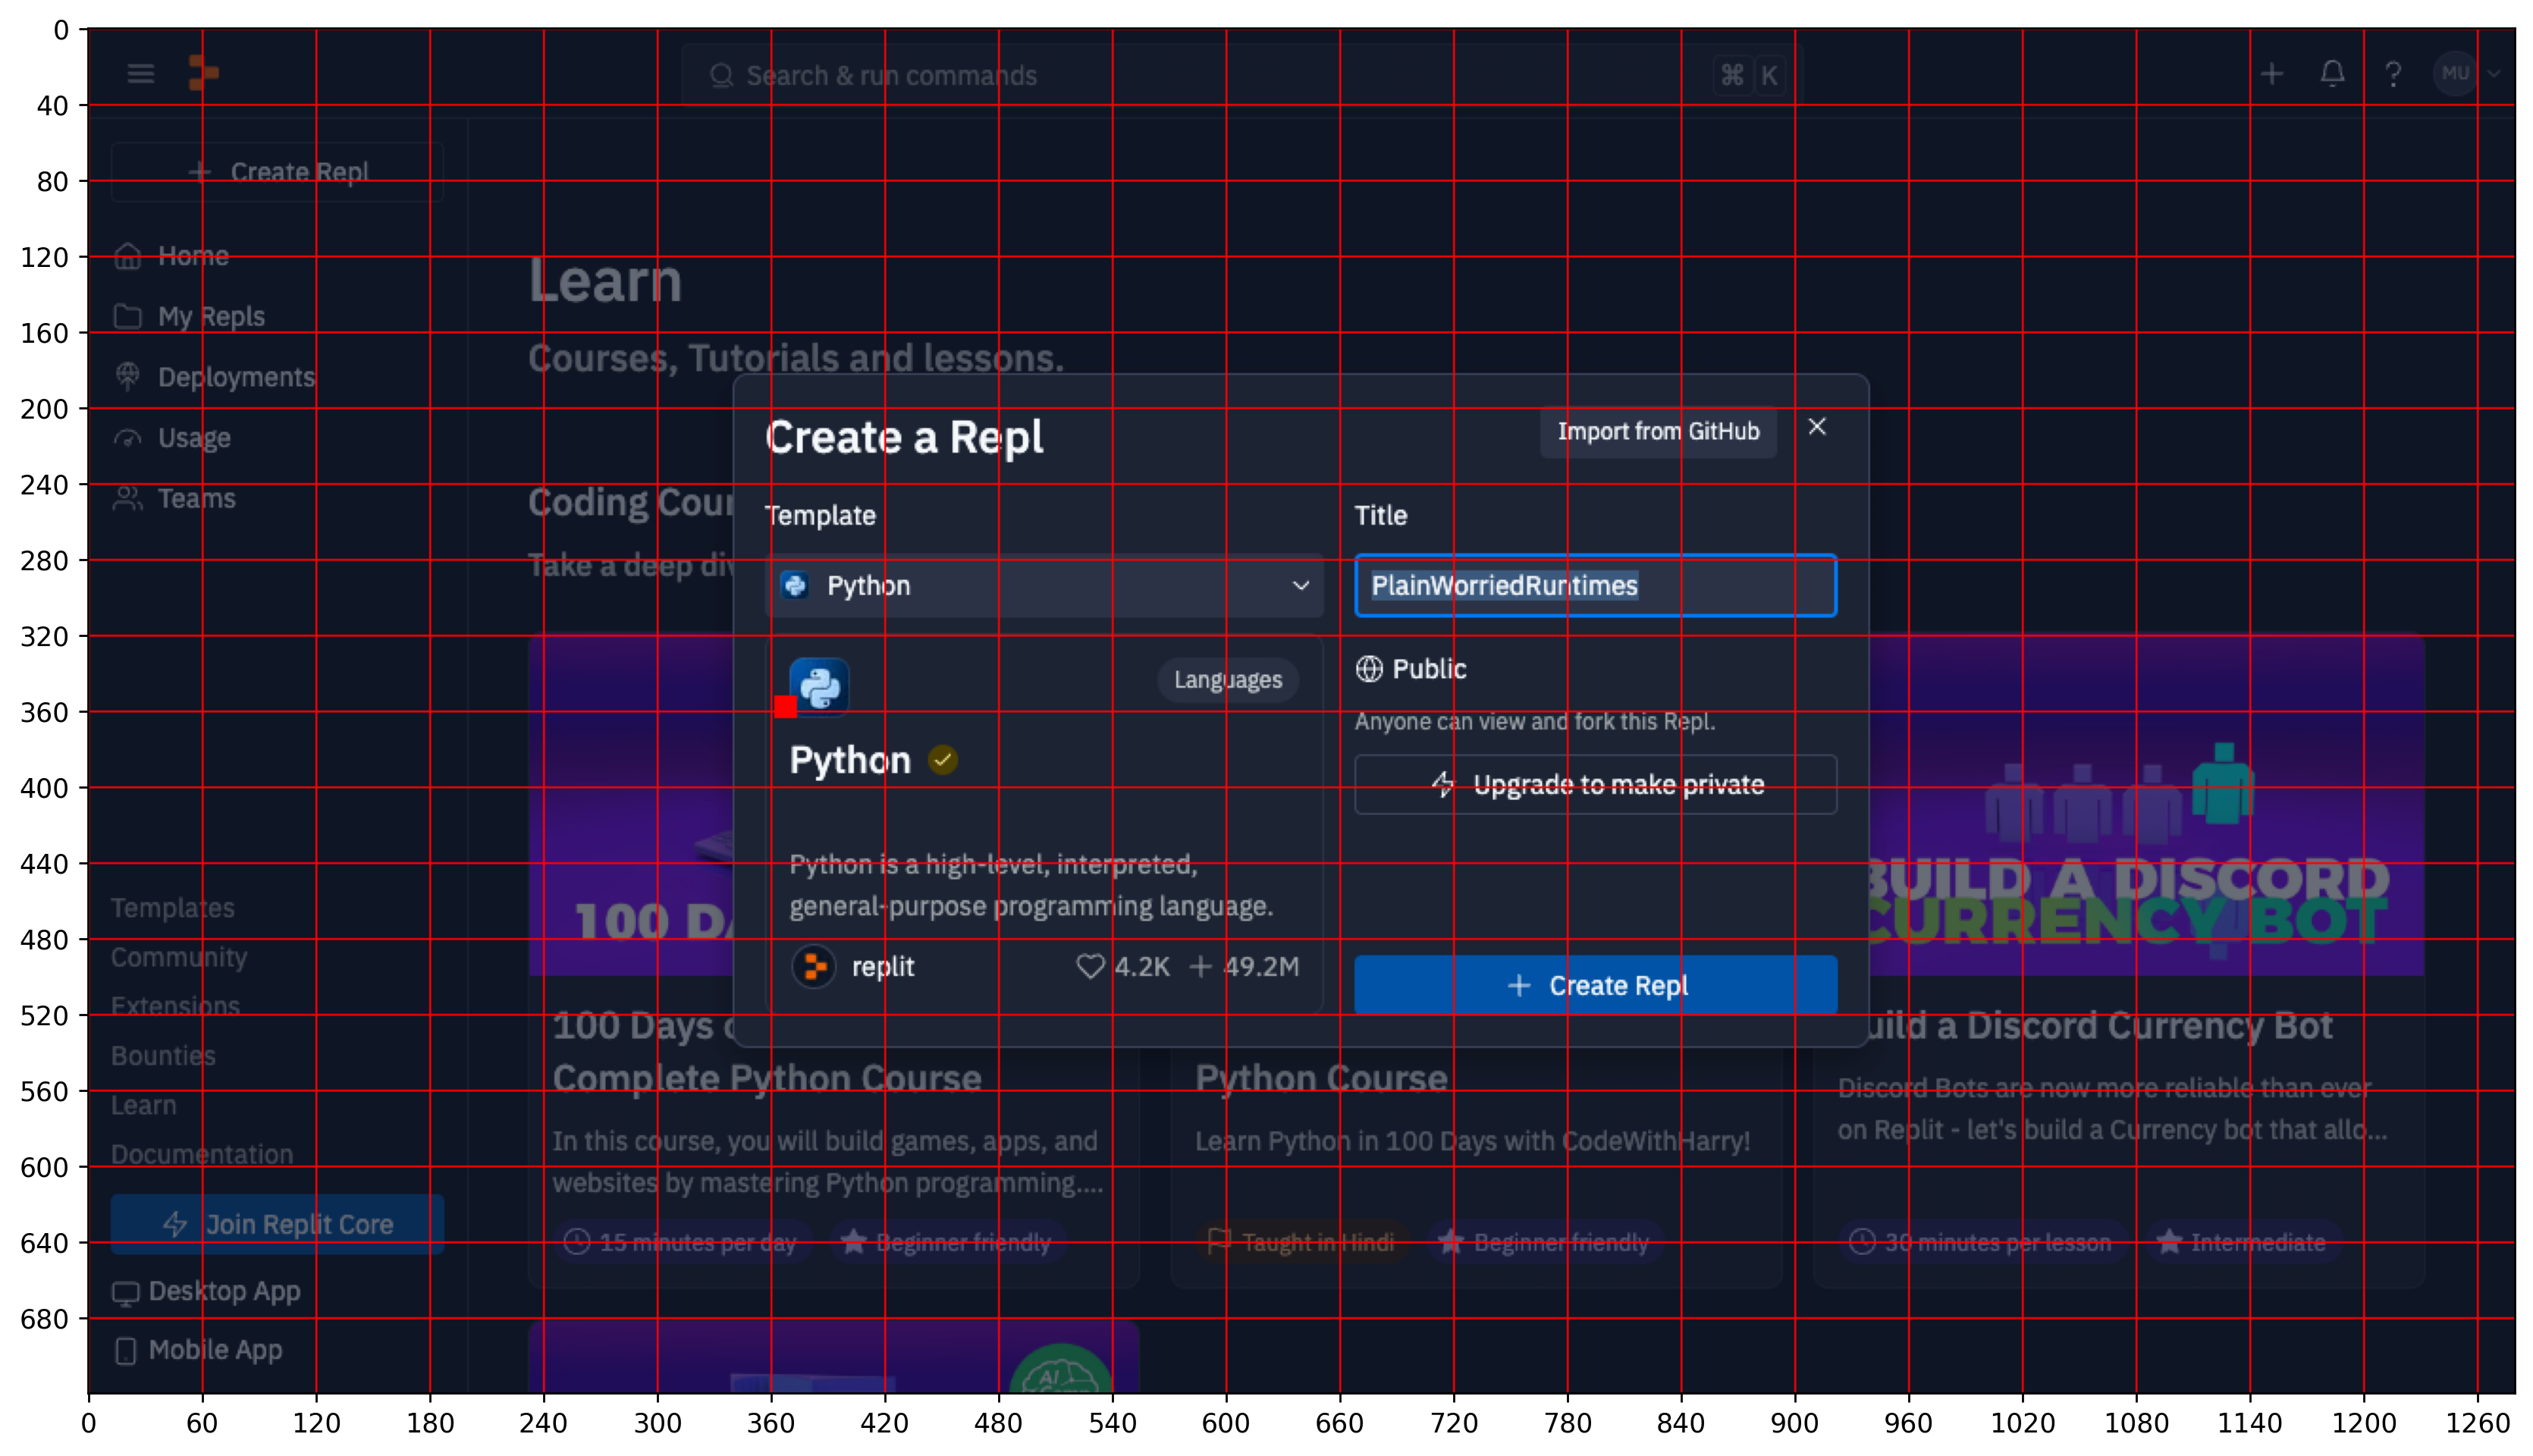 Search & run commands
⌘ K
MU
+ Create Repl
Home
My Repls
Deployments
Usage
Teams
Templates
Community
Extensions
Bounties
Learn
Documentation
Join Replit Core
Desktop App
Mobile App
Learn
Courses, Tutorials and lessons.
Coding
Take a deep
Create a Repl
Import from GitHub
Template
Python
Languages
Python
Python is a high-level, interpreted,
general-purpose programming language.
replit
4.2K + 49.2M
Title
PlainWorriedRuntimes
Public
Anyone can view and fork this Repl.
Upgrade to make private
+ Create Repl
100
100 Days
Complete Python Course
In this course, you will build games, apps, and
websites by mastering Python programming....
15 minutes per day
Beginner friendly
Python Course
Learn Python in 100 Days with CodeWithHarry!
Taught in Hindi
Beginner friendly
BUILD A DISCORD
CURRENCY BOT
Build a Discord Currency Bot
Discord Bots are now more reliable than ever
on Replit - let's build a Currency bot that allo...
30 minutes per lesson
Intermediate
AI
0
40
80
120
160
200
240
280
320
360
400
440
480
520
560
600
640
680
0 60 120 180 240 300 360 420 480 540 600 660 720 780 840 900 960 1020 1080 1140 1200 1260